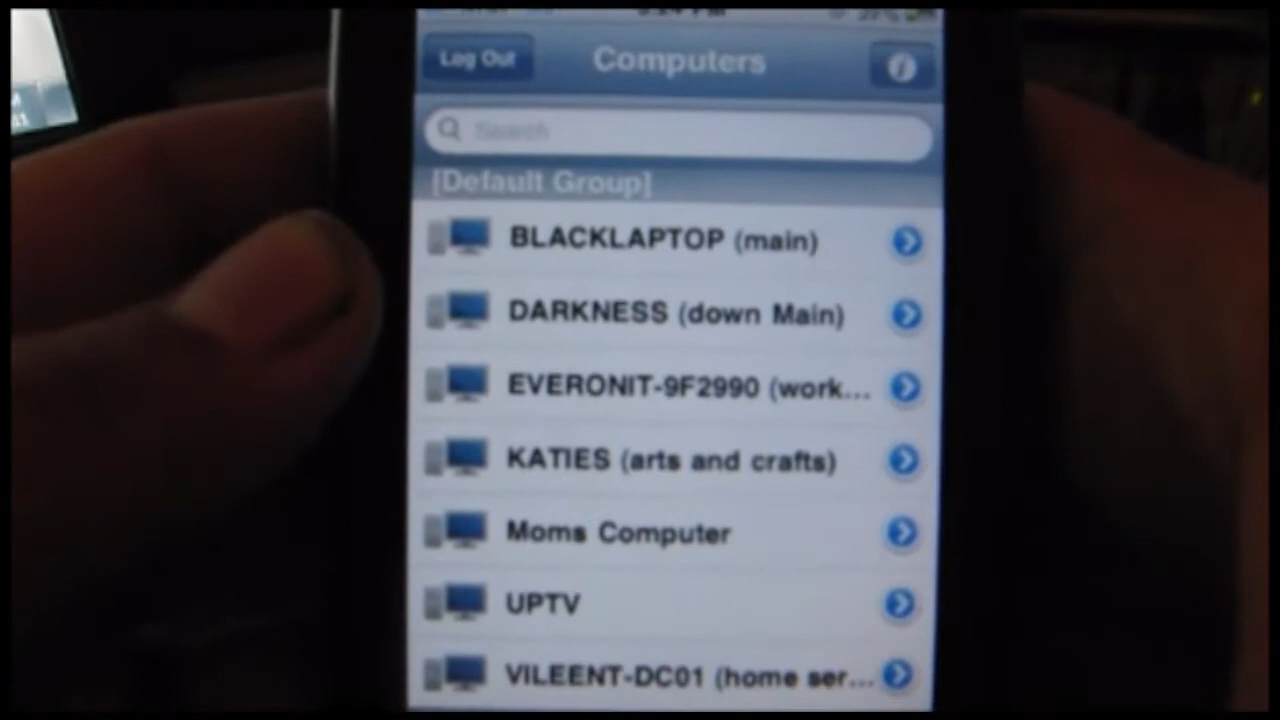 Log Out
Computers
Search
[Default Group]
BLACKLAPTOP (main)
DARKNESS (down Main)
EVERONIT-9F2990 (work...
KATIES (arts and crafts)
Moms Computer
UPTV
VILEENT-DC01 (home ser...